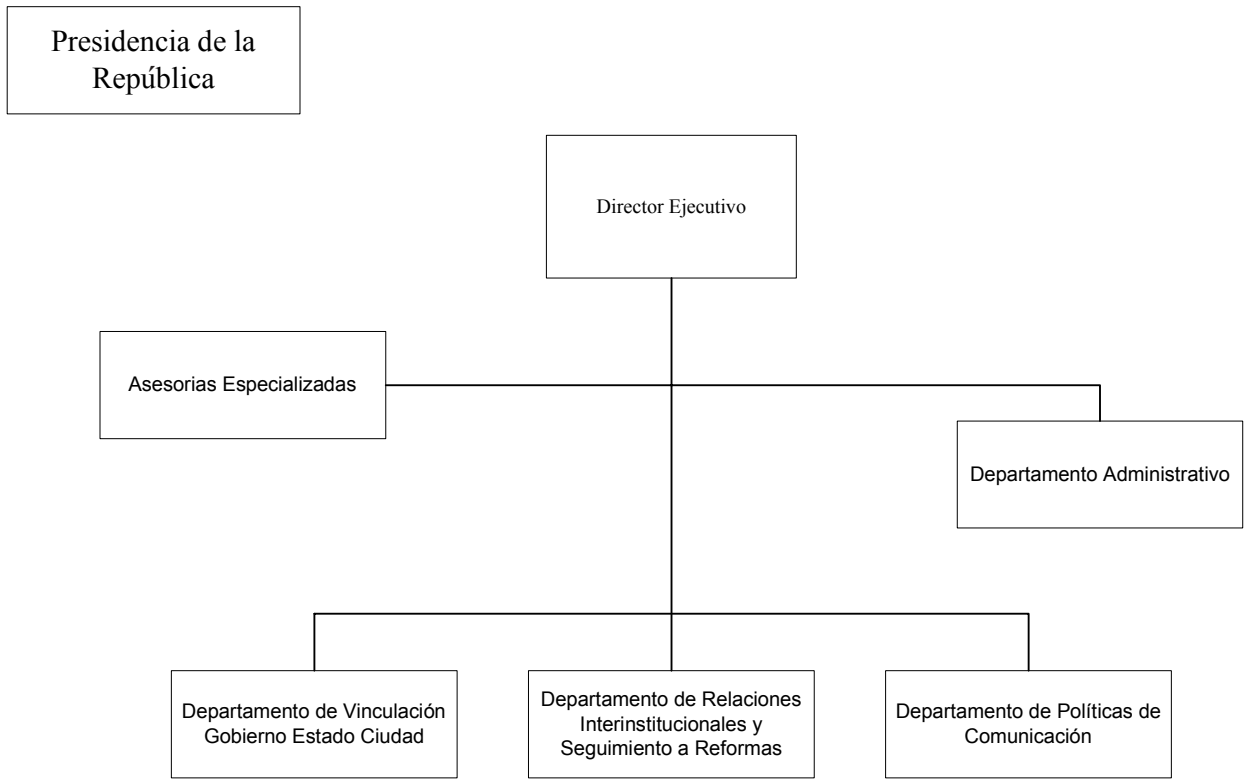 Presidencia de la
República
Director Ejecutivo
Asesorias Especializadas
Departamento Administrativo
Departamento de Vinculación
Gobierno Estado Ciudad
Departamento de Relaciones
Interinstitucionales y
Seguimiento a Reformas
Departamento de Políticas de
Comunicación